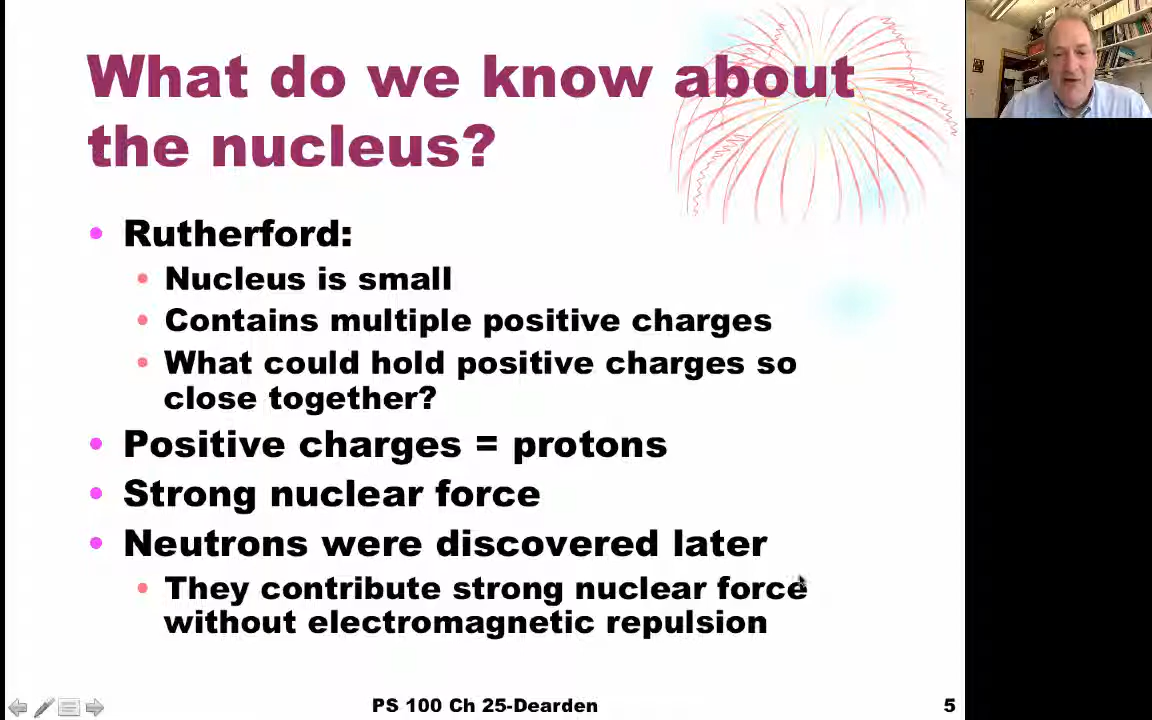 What do we know about
the nucleus?
• Rutherford:
• Nucleus is small
• Contains multiple positive charges
• What could hold positive charges so
close together?
• Positive charges = protons
• Strong nuclear force
• Neutrons were discovered later
• They contribute strong nuclear force
without electromagnetic repulsion
PS 100 Ch 25-Dearden
5